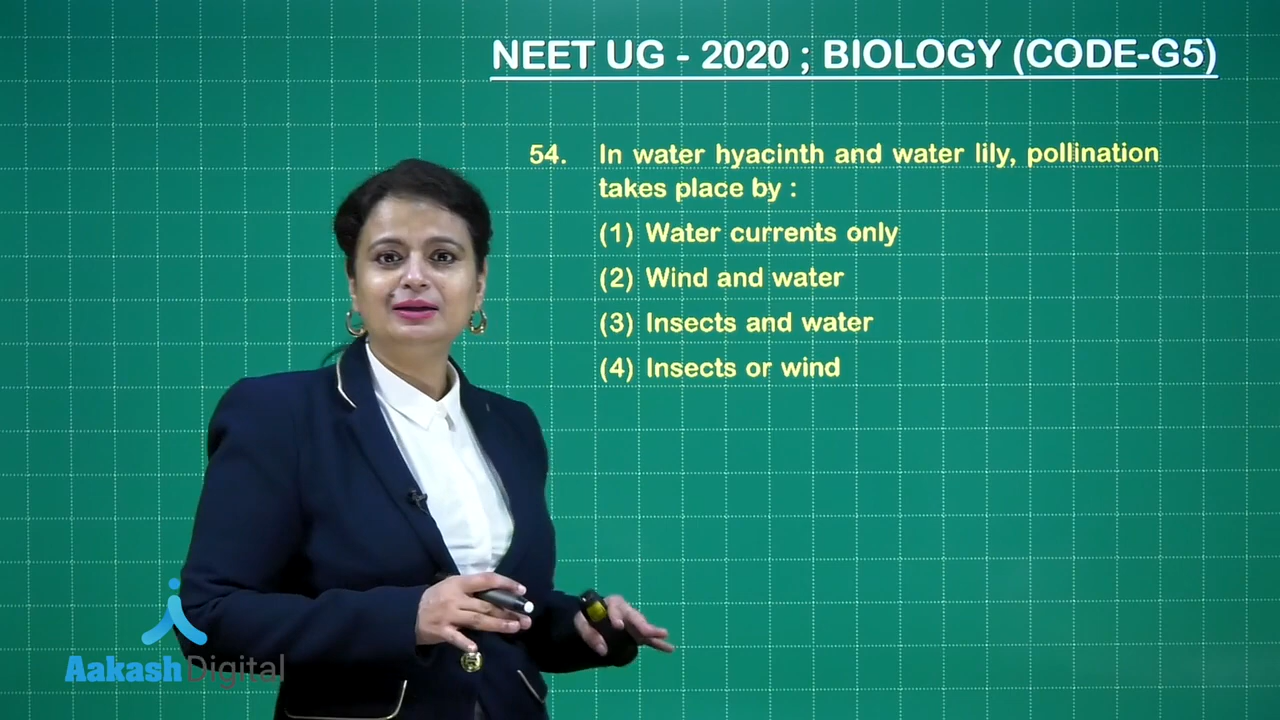 NEET UG - 2020 ; BIOLOGY (CODE-G5)
54. In water hyacinth and water lily, pollination
takes place by :
(1) Water currents only
(2) Wind and water
(3) Insects and water
(4) Insects or wind
Aakash Digital